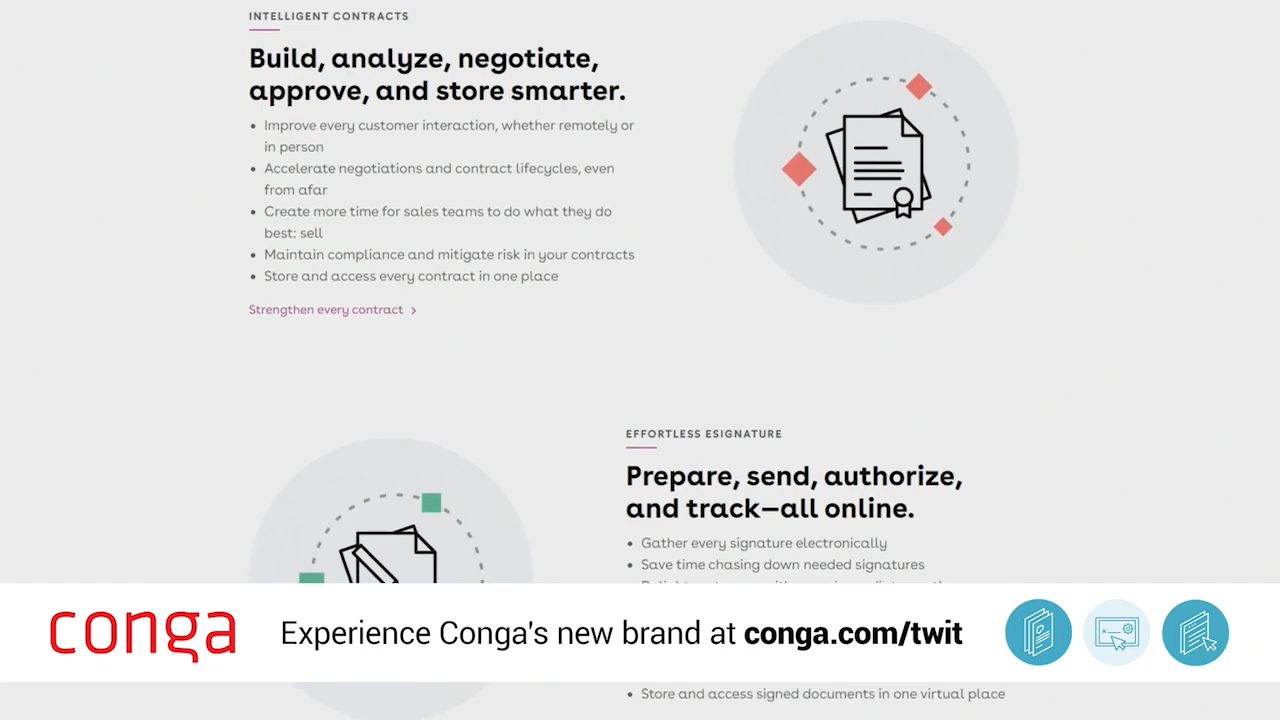 INTELLIGENT CONTRACTS
Build, analyze, negotiate,
approve, and store smarter.
• Improve every customer interaction, whether remotely or
in person
• Accelerate negotiations and contract lifecycles, even
from afar
• Create more time for sales teams to do what they do
best: sell
• Maintain compliance and mitigate risk in your contracts
• Store and access every contract in one place
Strengthen every contract >
EFFORTLESS ESIGNATURE
Prepare, send, authorize,
and track—all online.
• Gather every signature electronically
• Save time chasing down needed signatures
conga
Experience Conga's new brand at conga.com/twit
• Store and access signed documents in one virtual place